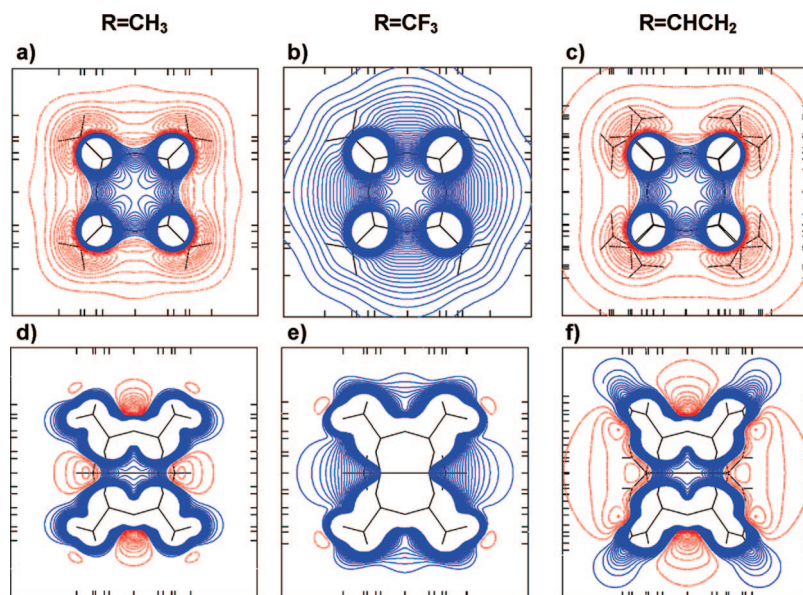 R=CH₃ R=CF₃ R=CHCH₂
a) b) c)
d) e) f)